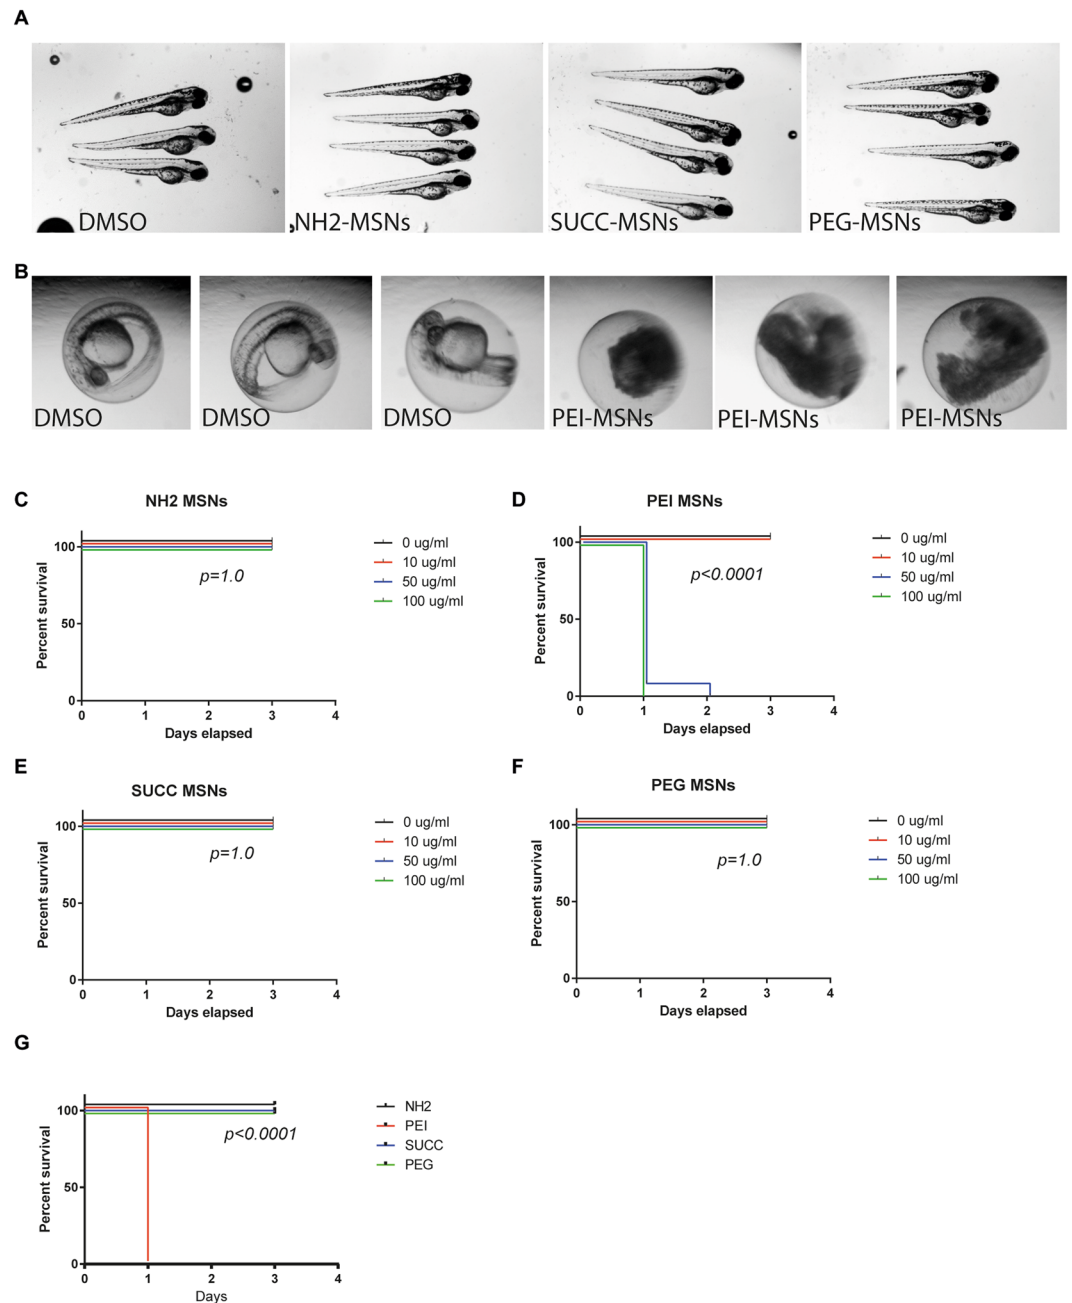 A
DMSO
NH2-MSNs
SUCC-MSNs
PEG-MSNs
B
DMSO
DMSO
DMSO
PEI-MSNs
PEI-MSNs
PEI-MSNs
C
NH2 MSNs
100
50
0
Percent survival
p=1.0
0 ug/ml
10 ug/ml
50 ug/ml
100 ug/ml
0 1 2 3 4
Days elapsed
D
PEI MSNs
100
50
0
Percent survival
p<0.0001
0 ug/ml
10 ug/ml
50 ug/ml
100 ug/ml
0 1 2 3 4
Days elapsed
E
SUCC MSNs
100
50
0
Percent survival
p=1.0
0 ug/ml
10 ug/ml
50 ug/ml
100 ug/ml
0 1 2 3 4
Days elapsed
F
PEG MSNs
100
50
0
Percent survival
p=1.0
0 ug/ml
10 ug/ml
50 ug/ml
100 ug/ml
0 1 2 3 4
Days elapsed
G
100
50
0
Percent survival
p<0.0001
NH2
PEI
SUCC
PEG
0 1 2 3 4
Days